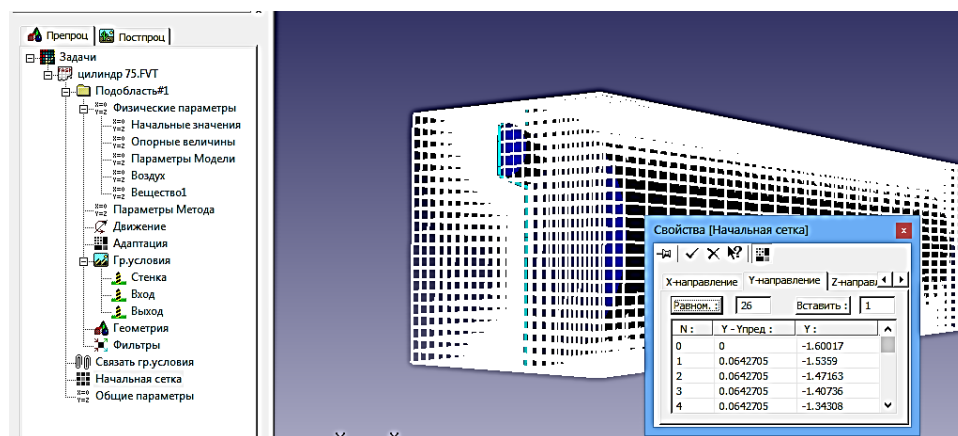 Препроц Постпроц
Задачи
цилиндр 75.FVT
Подобласть#1
Физические параметры
Начальные значения
Опорные величины
Параметры Модели
Воздух
Вещество1
Параметры Метода
Движение
Адаптация
Гр.условия
Стенка
Вход
Выход
Геометрия
Фильтры
Связать гр.условия
Начальная сетка
Общие параметры
Свойства [Начальная сетка]
X-направление Y-направление Z-направл
Равном. : 26 Вставить : 1
N : Y - Yпред : Y :
0 0 -1.60017
1 0.0642705 -1.5359
2 0.0642705 -1.47163
3 0.0642705 -1.40736
4 0.0642705 -1.34308